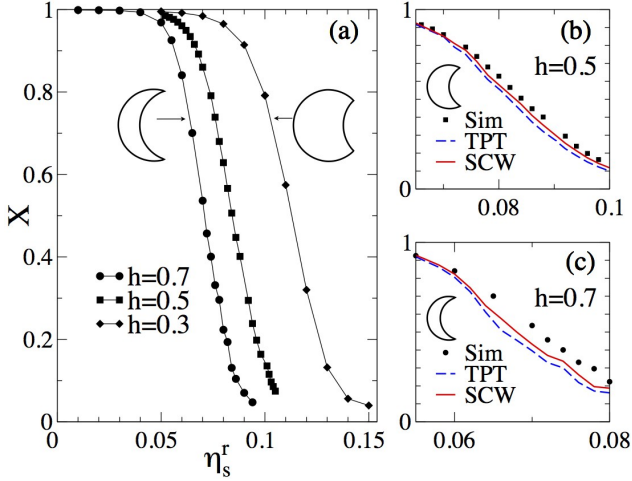 (a)
1
0.8
0.6
0.4
0.2
0
X
h=0.7
h=0.5
h=0.3
0
0.05
0.1
0.15
η_s^r
(b)
h=0.5
1
0
Sim
TPT
SCW
0.08
0.1
(c)
h=0.7
1
0
Sim
TPT
SCW
0.06
0.08